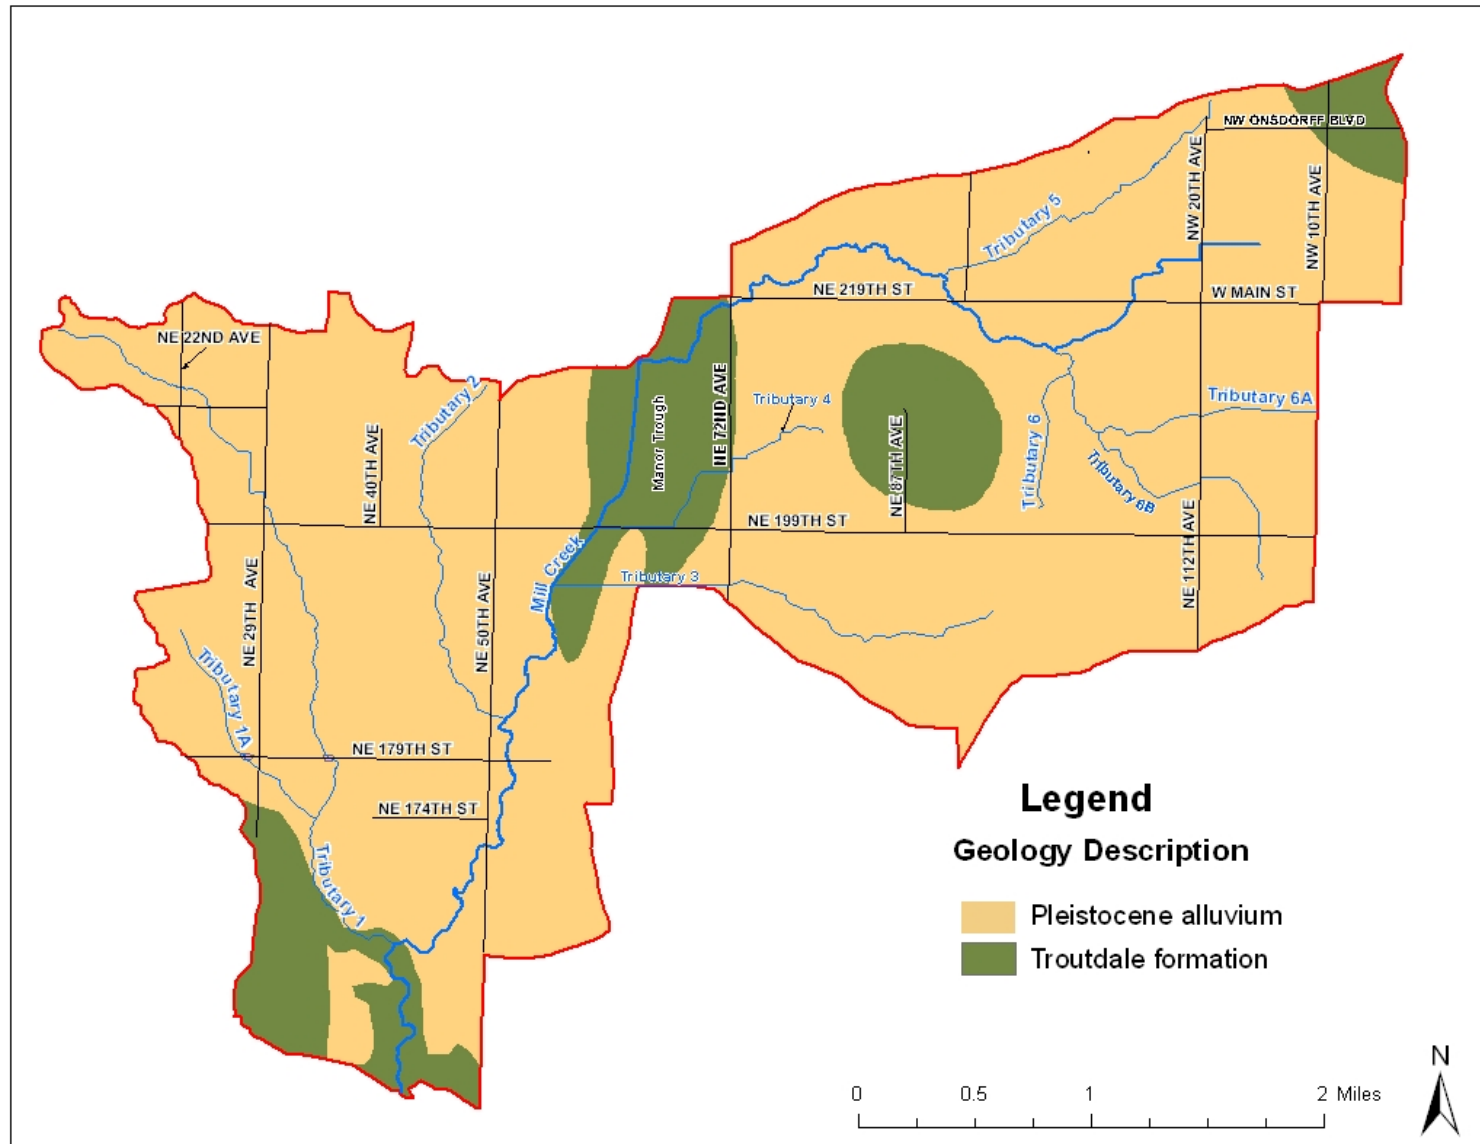 NW ONSDORFF BLVD
NW 20TH AVE
NW 10TH AVE
Tributary 5
NE 219TH ST
W MAIN ST
NE 22ND AVE
Tributary 2
NE 40TH AVE
Manor Trough
NE 72ND AVE
Tributary 4
NE 87TH AVE
Tributary 6
Tributary 6A
Tributary 6B
NE 199TH ST
NE 112TH AVE
Mill Creek
Tributary 3
NE 29TH AVE
NE 50TH AVE
Tributary 1A
NE 179TH ST
NE 174TH ST
Tributary 1
Legend
Geology Description
Pleistocene alluvium
Troutdale formation
0 0.5 1 2 Miles
N